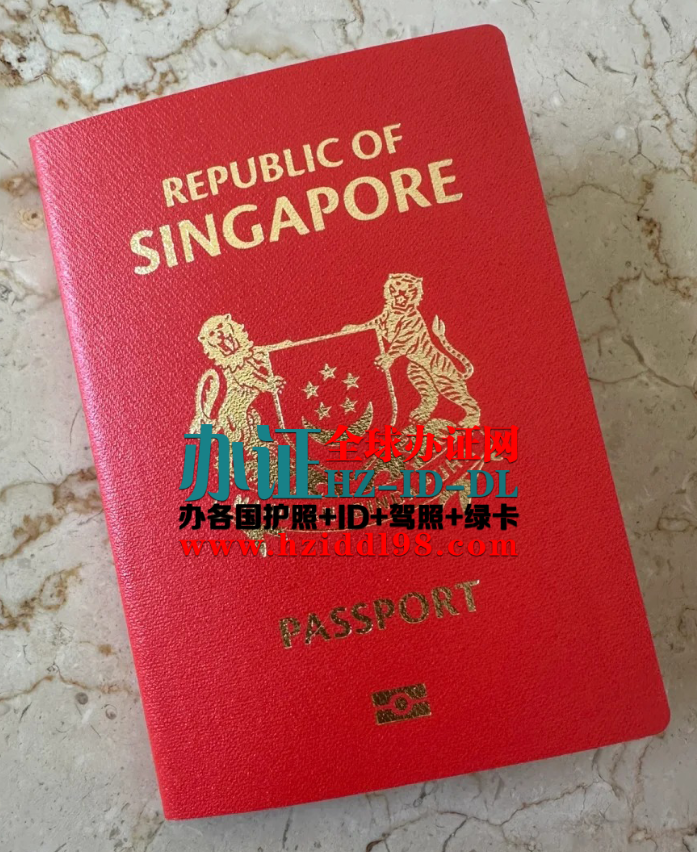 REPUBLIC OF
SINGAPORE
办证全球办证网
HZ-ID-DL
办各国护照+ID+驾照+绿卡
www.hzidd198.com
PASSPORT